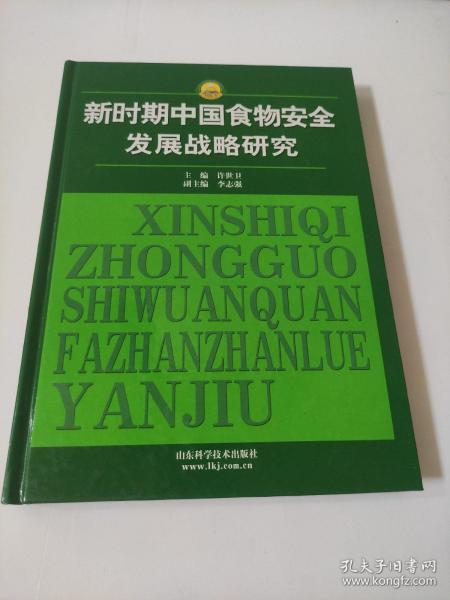 新时期中国食物安全
发展战略研究
主 编 许世卫
副主编 李志强
XINSHIQI
ZHONGGUO
SHIWUANQUAN
FAZHANZHANLUE
YANJIU
山东科学技术出版社
www.lkj.com.cn
孔夫子旧书网
www.kongfz.com